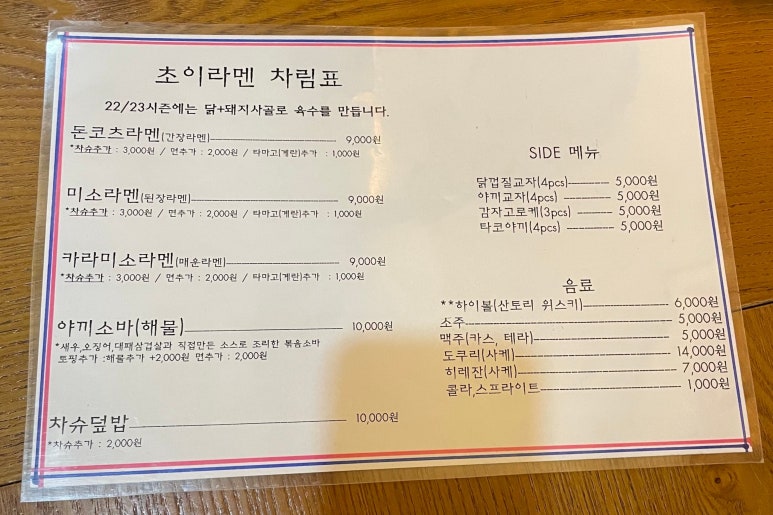 초이라멘 차림표
22/23시즌에는 닭+돼지사골로 육수를 만듭니다.
돈코츠라멘(간장라멘) 9,000원
*차슈추가 : 3,000원 / 면추가 : 2,000원 / 타마고(계란)추가 : 1,000원
미소라멘(된장라멘) 9,000원
*차슈추가 : 3,000원 / 면추가 : 2,000원 / 타마고(계란)추가 : 1,000원
카라미소라멘(매운라멘) 9,000원
*차슈추가 : 3,000원 / 면추가 : 2,000원 / 타마고(계란)추가 : 1,000원
야끼소바(해물) 10,000원
*새우,오징어,대패삼겹살과 직접만든 소스로 조리한 볶음소바
토핑추가 :해물추가 +2,000원 면추가 : 2,000원
차슈덮밥 10,000원
*차슈추가 : 2,000원
SIDE 메뉴
닭껍질교자(4pcs) 5,000원
야끼교자(4pcs) 5,000원
감자고로케(3pcs) 5,000원
타코야끼(4pcs) 5,000원
음료
**하이볼(산토리 위스키) 6,000원
소주 5,000원
맥주(카스, 테라) 5,000원
도쿠리(사케) 14,000원
히레잔(사케) 7,000원
콜라,스프라이트 1,000원